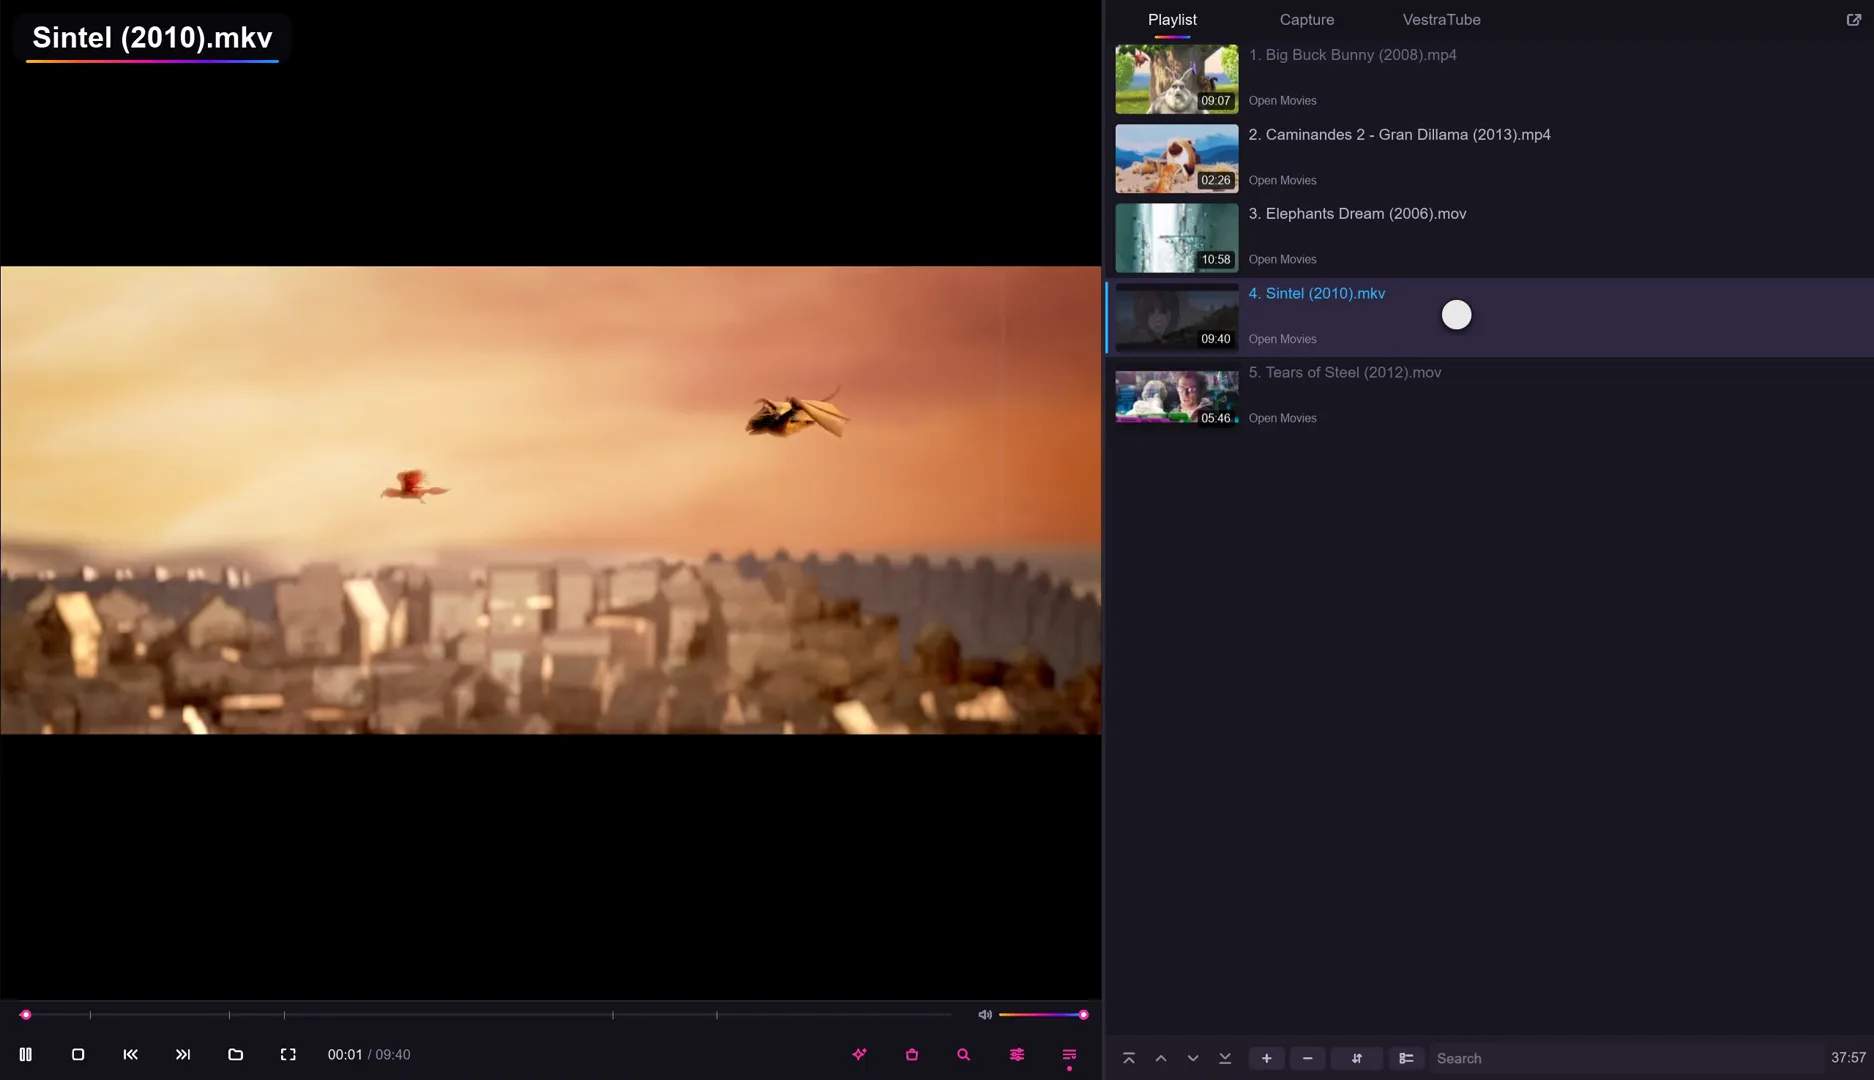 Sintel (2010).mkv
Playlist Capture VestraTube
1. Big Buck Bunny (2008).mp4
09:07
Open Movies
2. Caminandes 2 - Gran Dillama (2013).mp4
02:26
Open Movies
3. Elephants Dream (2006).mov
10:58
Open Movies
4. Sintel (2010).mkv
09:40
Open Movies
5. Tears of Steel (2012).mov
05:46
Open Movies
00:01 / 09:40
Search
37:57